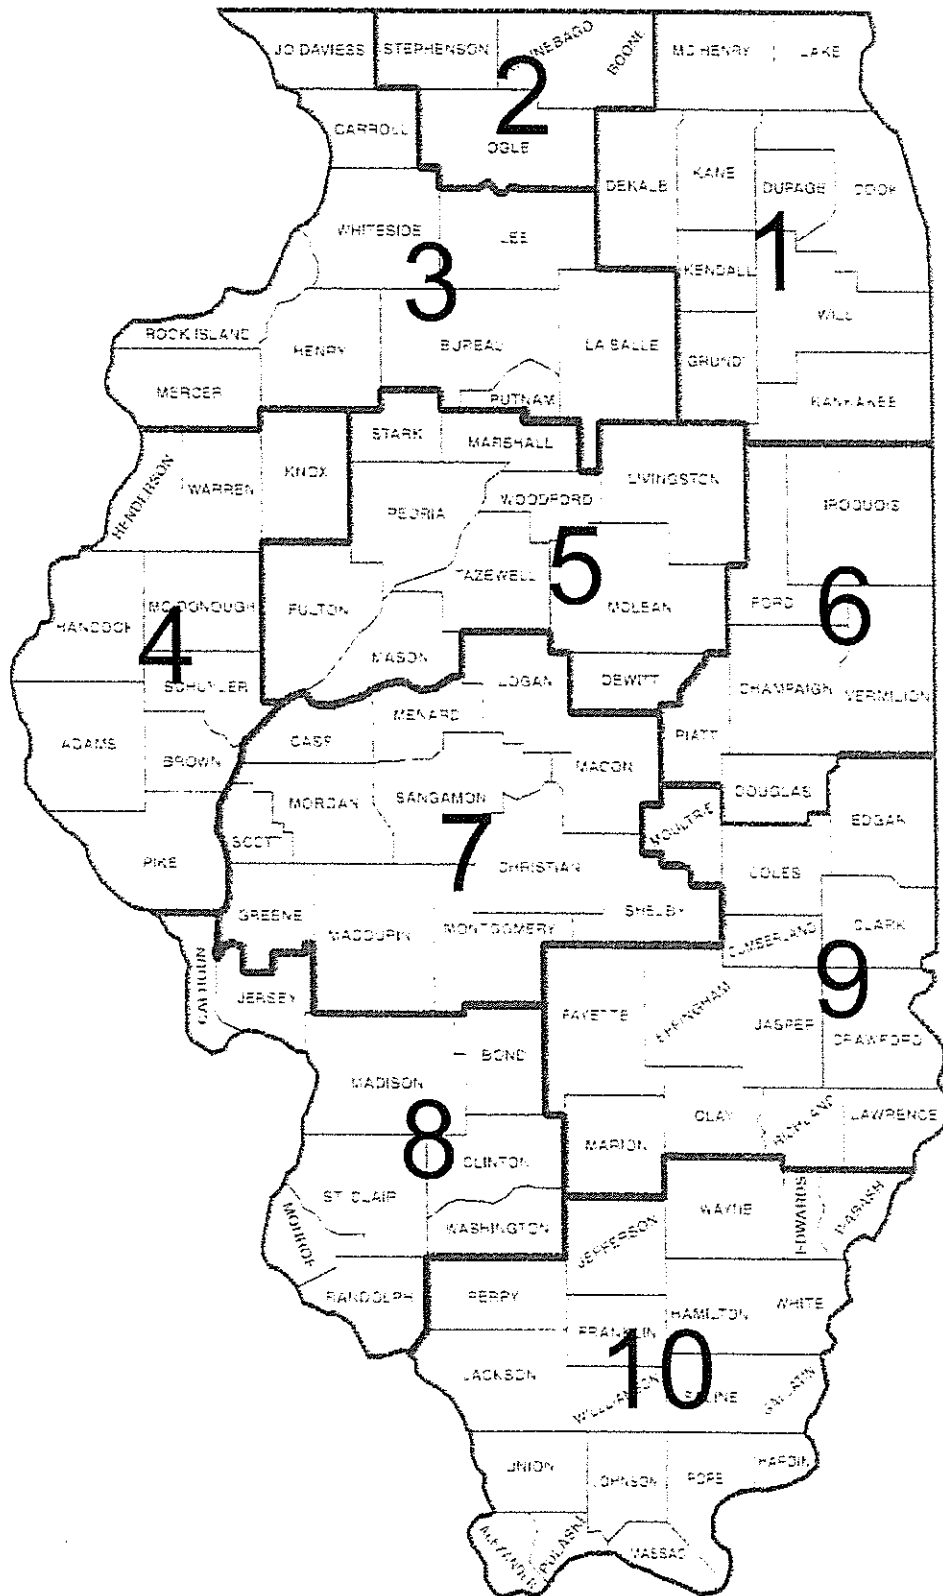 JO DAVIESS
STEPHENSON
WINNEBAGO
BOONE
MC HENRY
LAKE
2
CARROLL
OGLE
DEKALB
KANE
DUPAGE
COOK
WHITESIDE
LEE
1
3
KENDALL
ROCK ISLAND
HENRY
BUREAU
LA SALLE
WILL
GRUNDY
MERCER
PUTNAM
KANKAKEE
STARK
MARSHALL
HENDERSON
WARREN
KNOX
PEORIA
WOODFORD
LIVINGSTON
IROQUOIS
5
TAZEWELL
MCLEAN
FORD
6
HANCOCK
MC DONOUGH
FULTON
4
MASON
SCHUYLER
LOGAN
DEWITT
CHAMPAIGN
VERMILION
MENARD
ADAMS
BROWN
CASS
PIATT
MACON
DOUGLAS
MORGAN
SANGAMON
MOULTRIE
EDGAR
SCOTT
7
PIKE
CHRISTIAN
COLES
GREENE
MACOUPIN
MONTGOMERY
SHELBY
CUMBERLAND
CLARK
CALHOUN
JERSEY
9
FAYETTE
EFFINGHAM
JASPER
CRAWFORD
MADISON
BOND
8
CLINTON
MARION
CLAY
RICHLAND
LAWRENCE
ST CLAIR
MONROE
WASHINGTON
JEFFERSON
WAYNE
EDWARDS
WABASH
RANDOLPH
PERRY
HAMILTON
WHITE
FRANKLIN
10
JACKSON
WILLIAMSON
SALINE
GALLATIN
UNION
JOHNSON
POPE
HARDIN
ALEXANDER
PULASKI
MASSAC